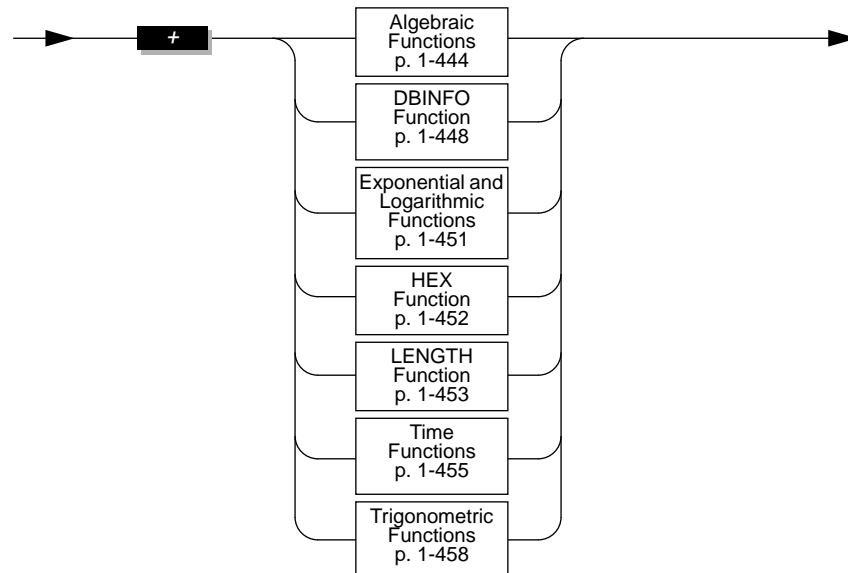 +
Algebraic
Functions
p. 1-444
DBINFO
Function
p. 1-448
Exponential and
Logarithmic
Functions
p. 1-451
HEX
Function
p. 1-452
LENGTH
Function
p. 1-453
Time
Functions
p. 1-455
Trigonometric
Functions
p. 1-458